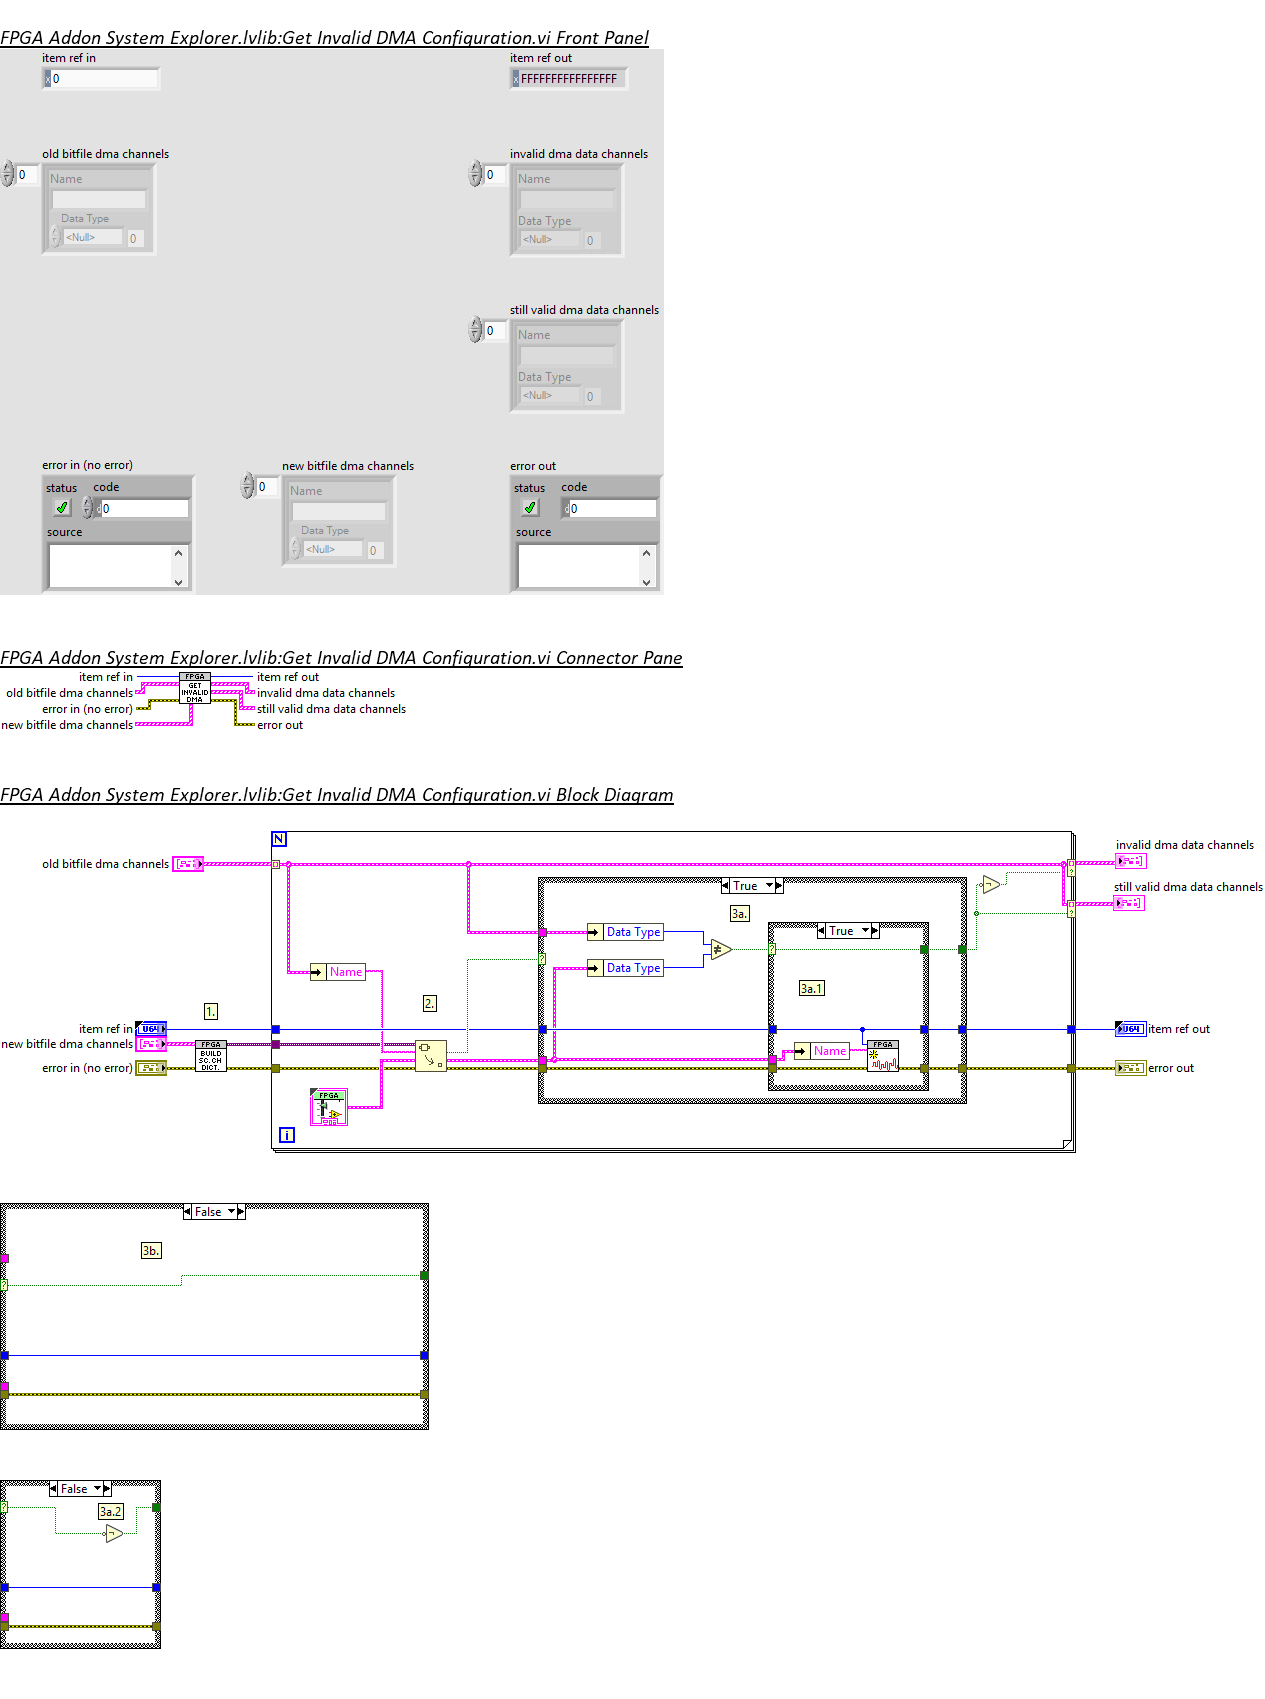 FPGA Addon System Explorer.lvlib:Get Invalid DMA Configuration.vi Front Panel
item ref in
item ref out
x 0
x FFFFFFFFFFFFFFFF
old bitfile dma channels
invalid dma data channels
0
Name
0
Name
Data Type
Data Type
<Null> 0
<Null> 0
still valid dma data channels
0
Name
Data Type
<Null> 0
error in (no error)
new bitfile dma channels
error out
status code
0
Name
status code
d 0
d 0
source
Data Type
source
<Null> 0
FPGA Addon System Explorer.lvlib:Get Invalid DMA Configuration.vi Connector Pane
item ref in
FPGA
item ref out
old bitfile dma channels
GET
INVALID
DMA
invalid dma data channels
error in (no error)
still valid dma data channels
new bitfile dma channels
error out
FPGA Addon System Explorer.lvlib:Get Invalid DMA Configuration.vi Block Diagram
N
invalid dma data channels
old bitfile dma channels
still valid dma data channels
True
3a.
Data Type
True
Data Type
Name
3a.1
2.
1.
item ref in
U64
U64
item ref out
new bitfile dma channels
FPGA
BUILD
SC. CH
DICT.
Name
FPGA
error in (no error)
error out
FPGA
i
False
3b.
?
False
3a.2
?